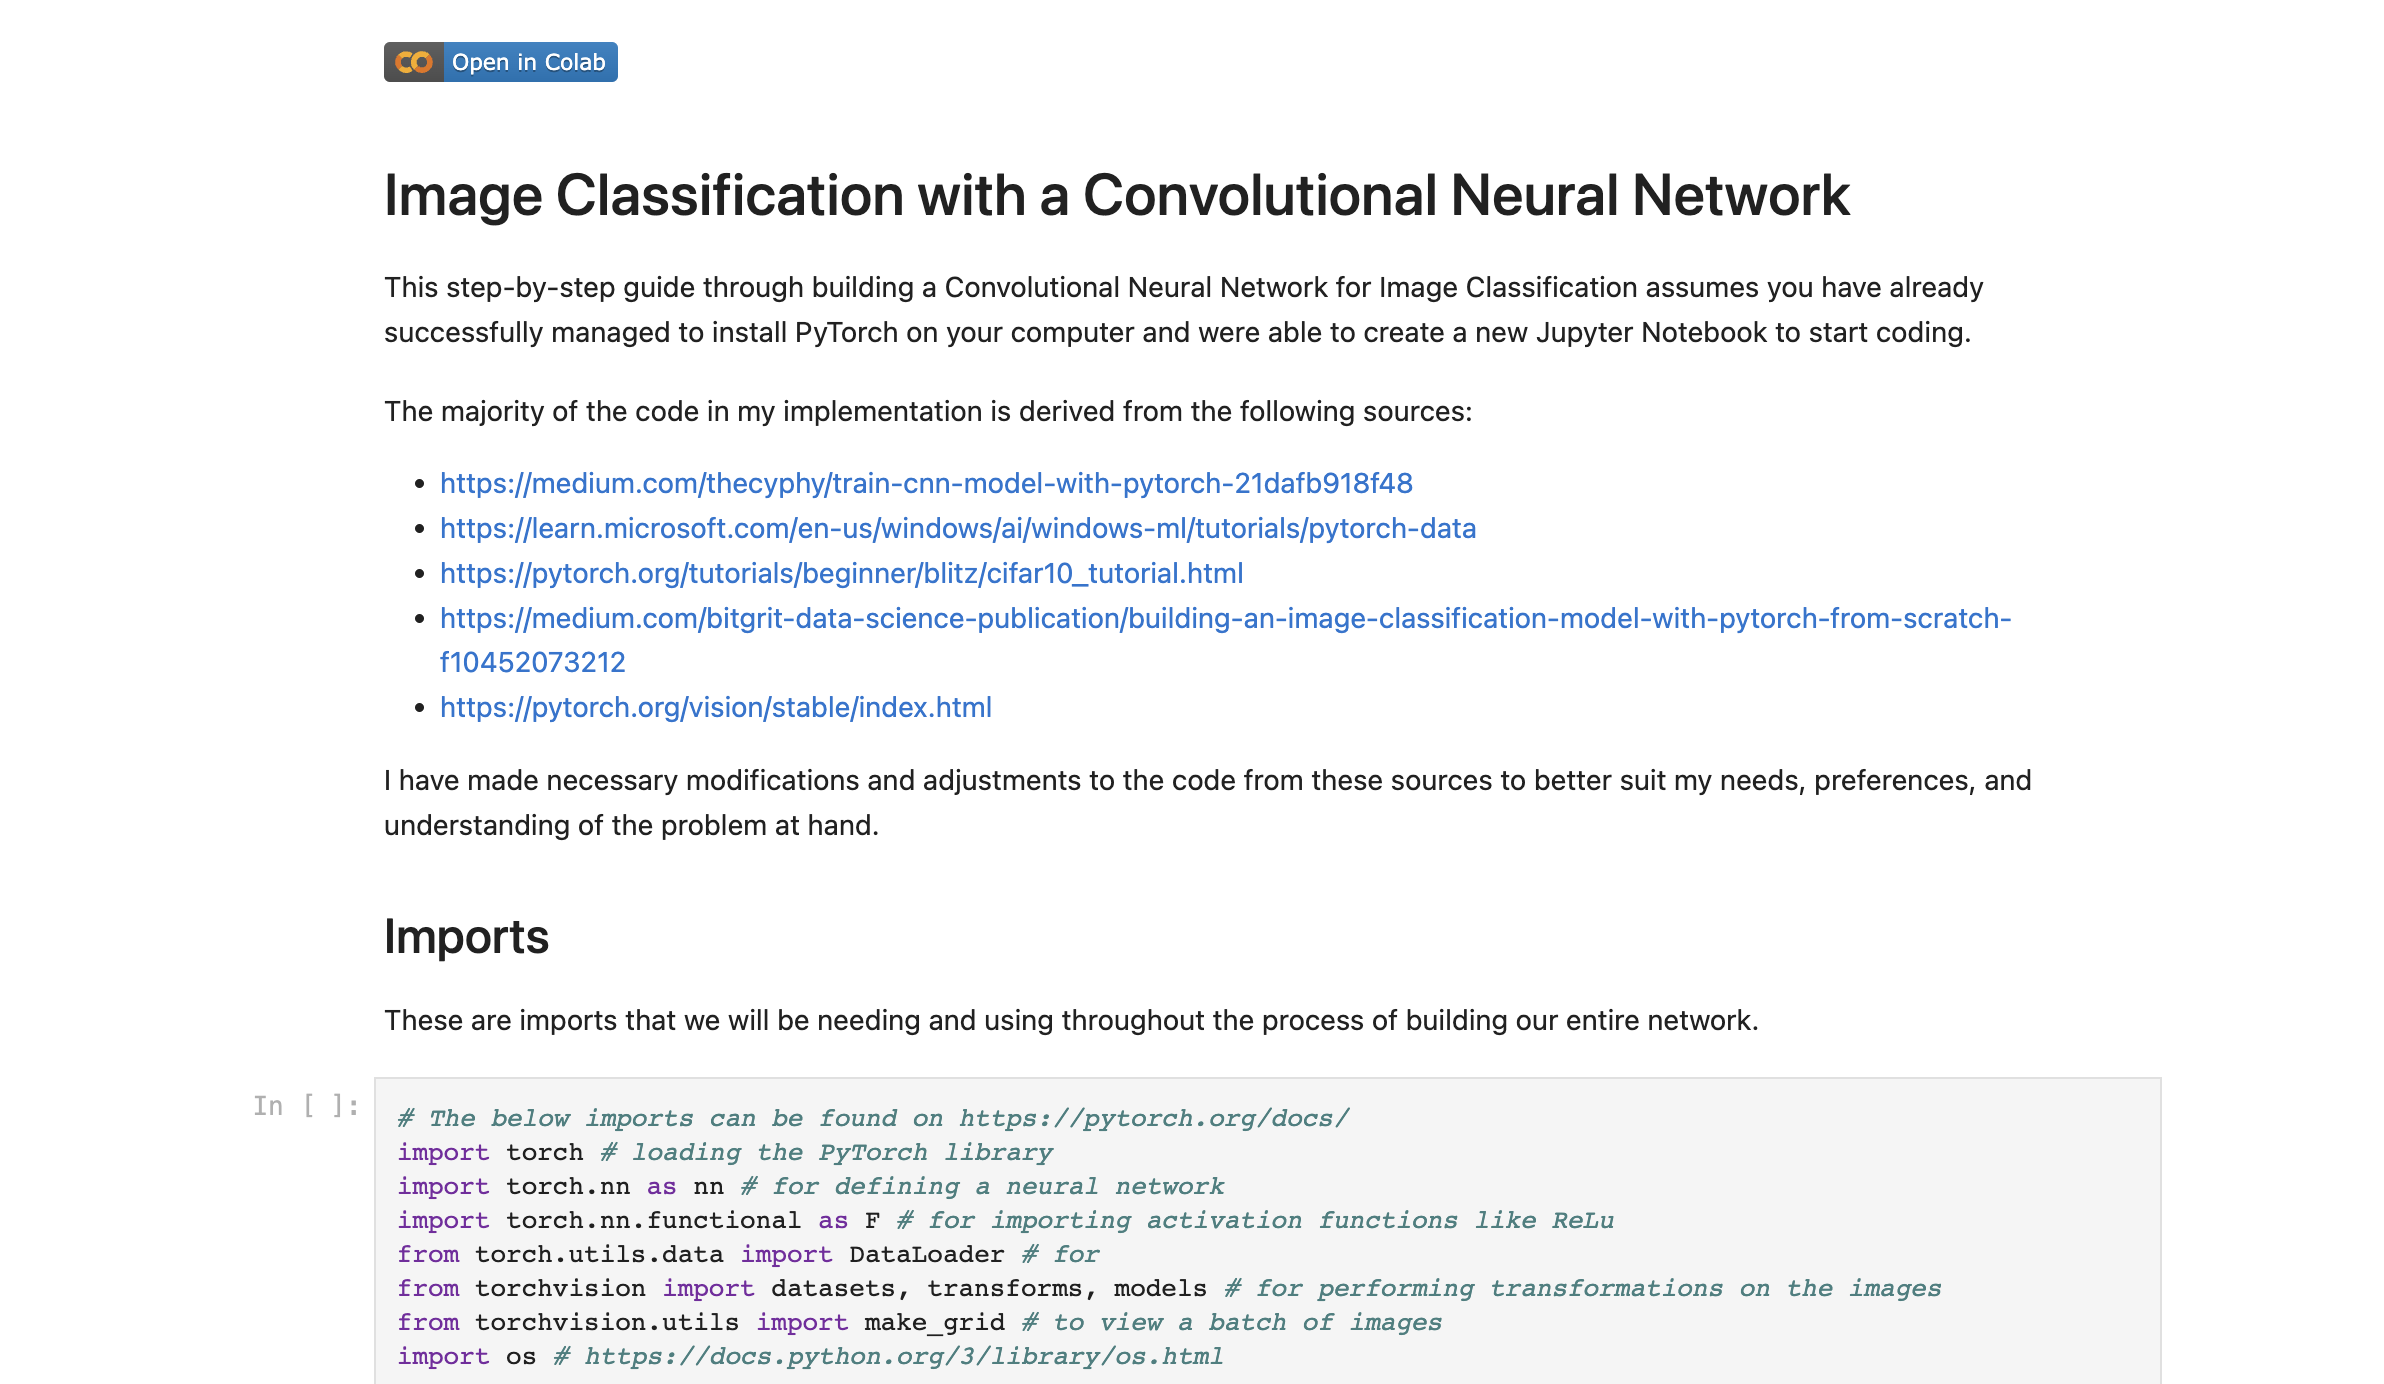 Open in Colab
Image Classification with a Convolutional Neural Network
This step-by-step guide through building a Convolutional Neural Network for Image Classification assumes you have already
successfully managed to install PyTorch on your computer and were able to create a new Jupyter Notebook to start coding.
The majority of the code in my implementation is derived from the following sources:
• https://medium.com/thecyphy/train-cnn-model-with-pytorch-21dafb918f48
• https://learn.microsoft.com/en-us/windows/ai/windows-ml/tutorials/pytorch-data
• https://pytorch.org/tutorials/beginner/blitz/cifar10_tutorial.html
• https://medium.com/bitgrit-data-science-publication/building-an-image-classification-model-with-pytorch-from-scratch-
f10452073212
• https://pytorch.org/vision/stable/index.html
I have made necessary modifications and adjustments to the code from these sources to better suit my needs, preferences, and
understanding of the problem at hand.
Imports
These are imports that we will be needing and using throughout the process of building our entire network.
In [ ]:
# The below imports can be found on https://pytorch.org/docs/
import torch # loading the PyTorch library
import torch.nn as nn # for defining a neural network
import torch.nn.functional as F # for importing activation functions like ReLu
from torch.utils.data import DataLoader # for
from torchvision import datasets, transforms, models # for performing transformations on the images
from torchvision.utils import make_grid # to view a batch of images
import os # https://docs.python.org/3/library/os.html